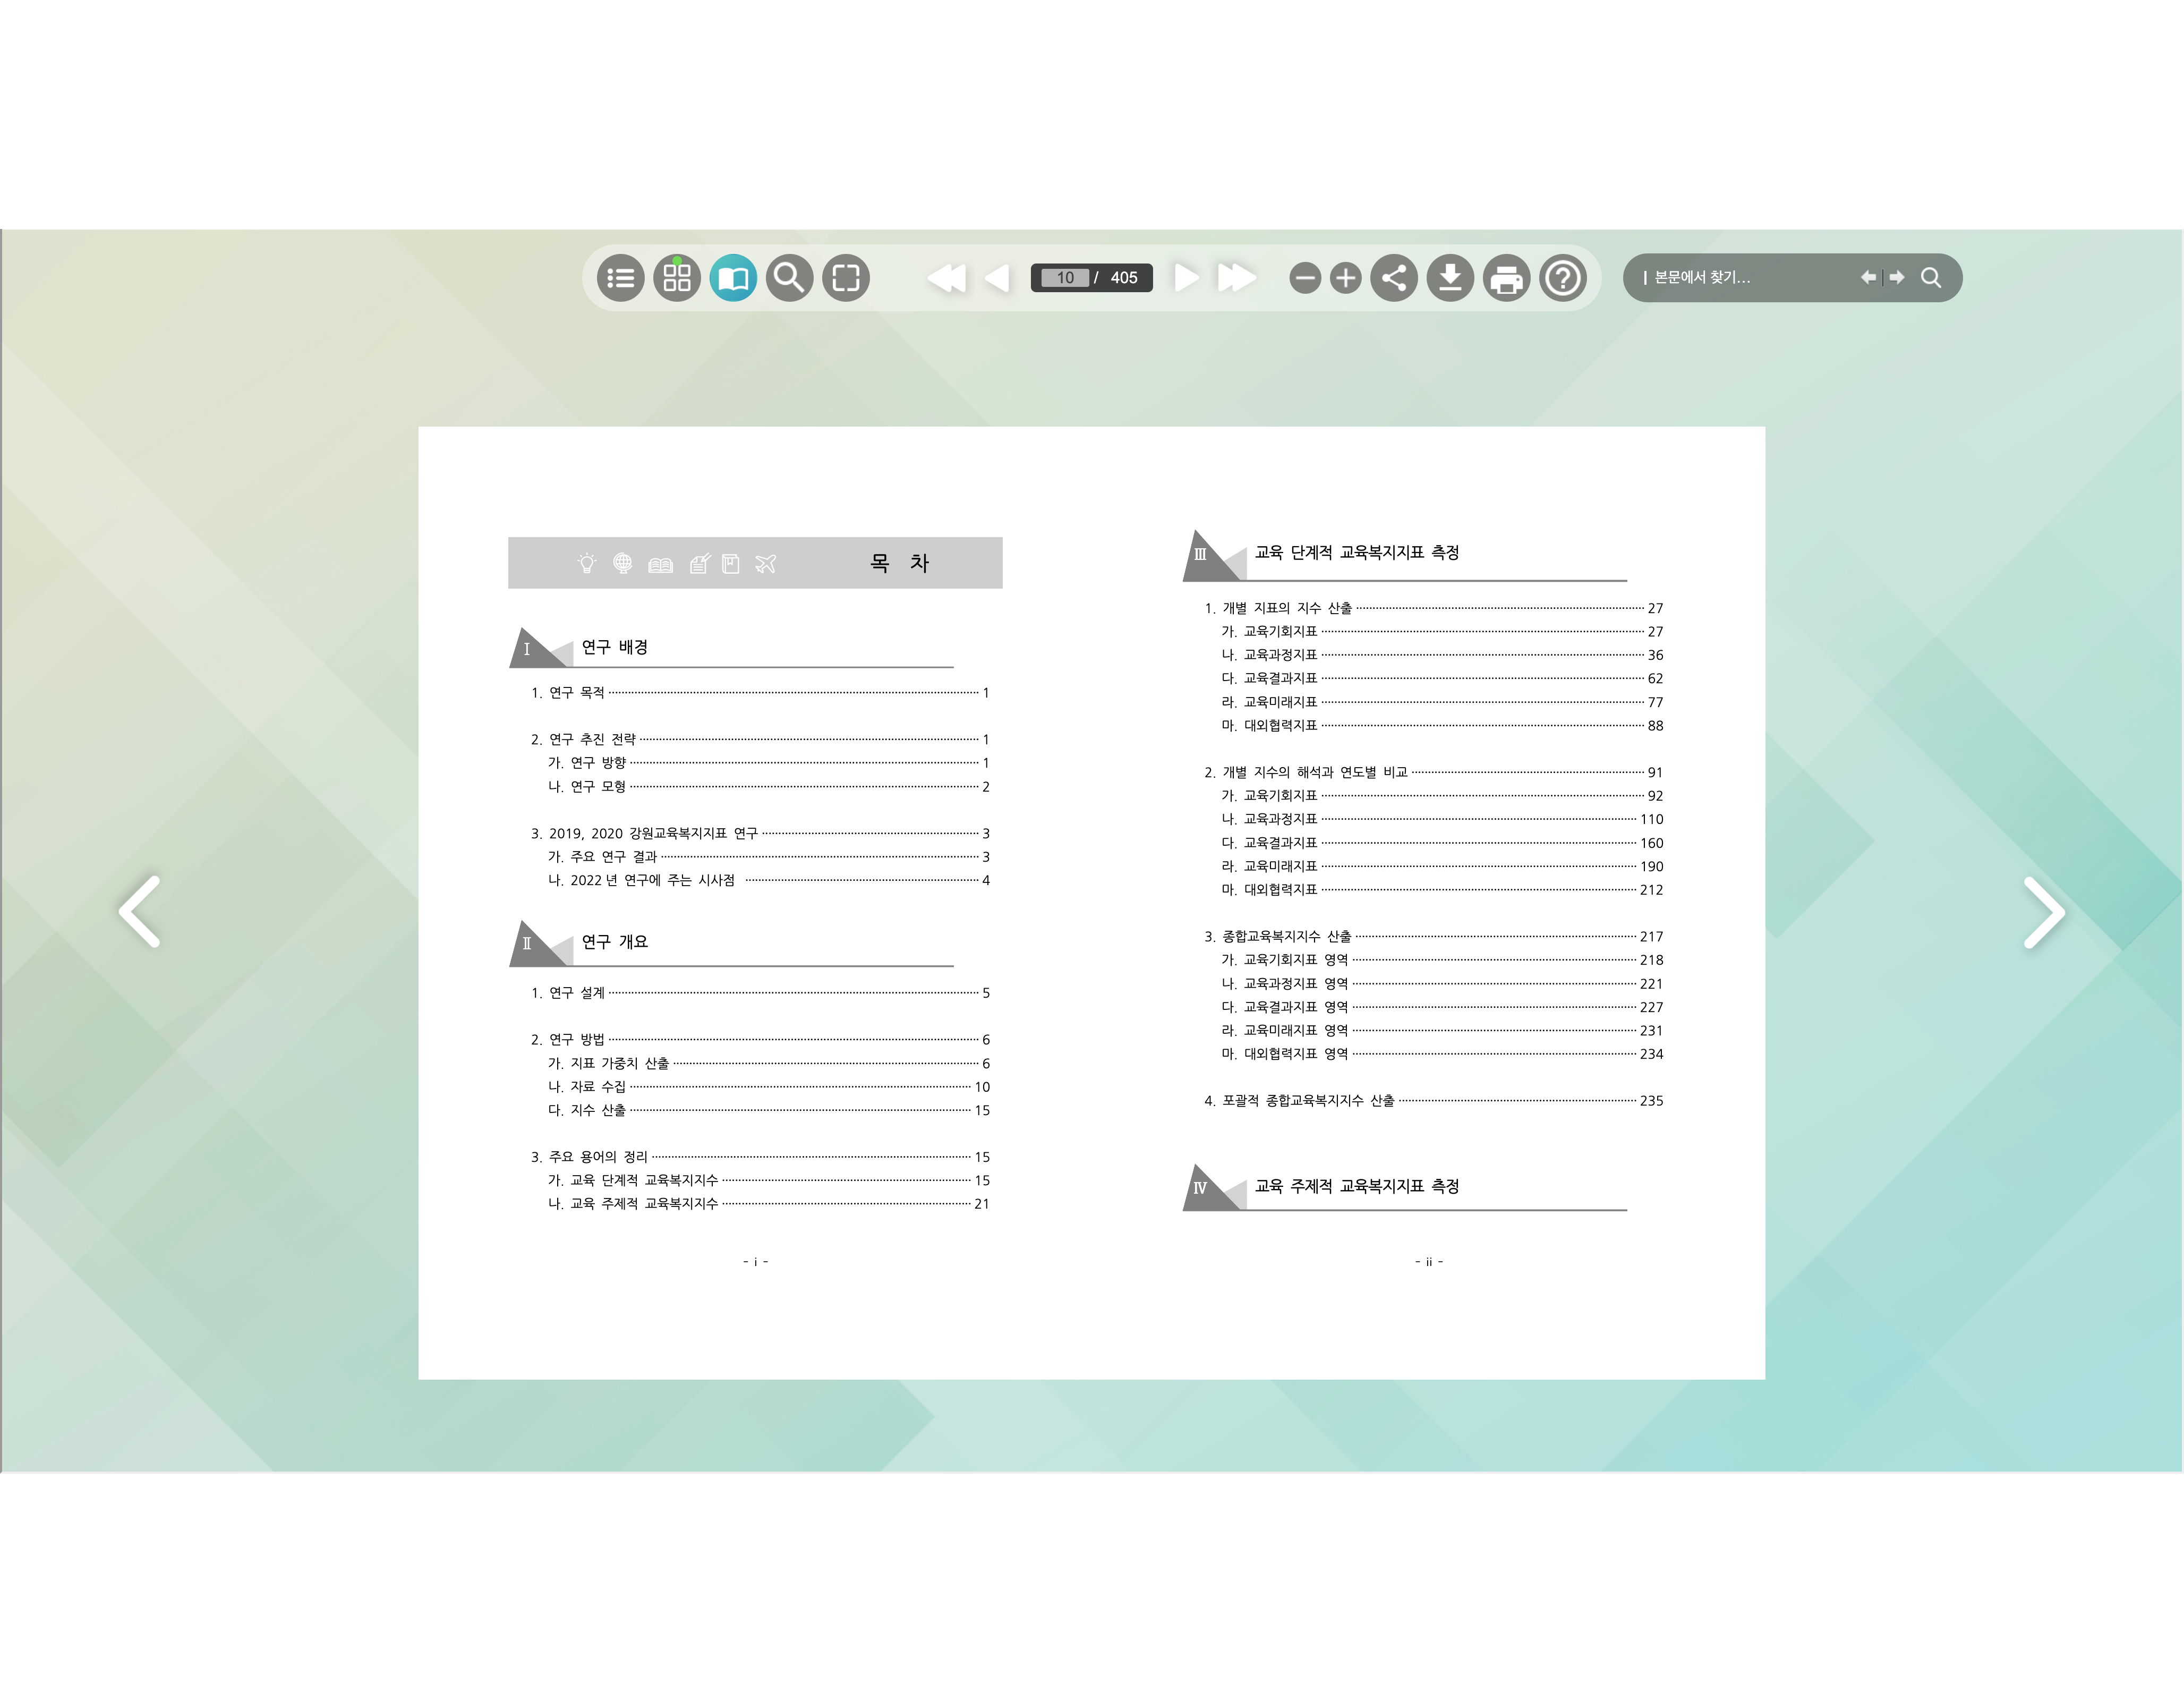 10 / 405
본문에서 찾기...
목 차
Ⅰ 연구 배경
1. 연구 목적 1
2. 연구 추진 전략 1
가. 연구 방향 1
나. 연구 모형 2
3. 2019, 2020 강원교육복지지표 연구 3
가. 주요 연구 결과 3
나. 2022년 연구에 주는 시사점 4
Ⅱ 연구 개요
1. 연구 설계 5
2. 연구 방법 6
가. 지표 가중치 산출 6
나. 자료 수집 10
다. 지수 산출 15
3. 주요 용어의 정리 15
가. 교육 단계적 교육복지지수 15
나. 교육 주제적 교육복지지수 21
- i -
Ⅲ 교육 단계적 교육복지지표 측정
1. 개별 지표의 지수 산출 27
가. 교육기회지표 27
나. 교육과정지표 36
다. 교육결과지표 62
라. 교육미래지표 77
마. 대외협력지표 88
2. 개별 지수의 해석과 연도별 비교 91
가. 교육기회지표 92
나. 교육과정지표 110
다. 교육결과지표 160
라. 교육미래지표 190
마. 대외협력지표 212
3. 종합교육복지지수 산출 217
가. 교육기회지표 영역 218
나. 교육과정지표 영역 221
다. 교육결과지표 영역 227
라. 교육미래지표 영역 231
마. 대외협력지표 영역 234
4. 포괄적 종합교육복지지수 산출 235
Ⅳ 교육 주제적 교육복지지표 측정
- ii -